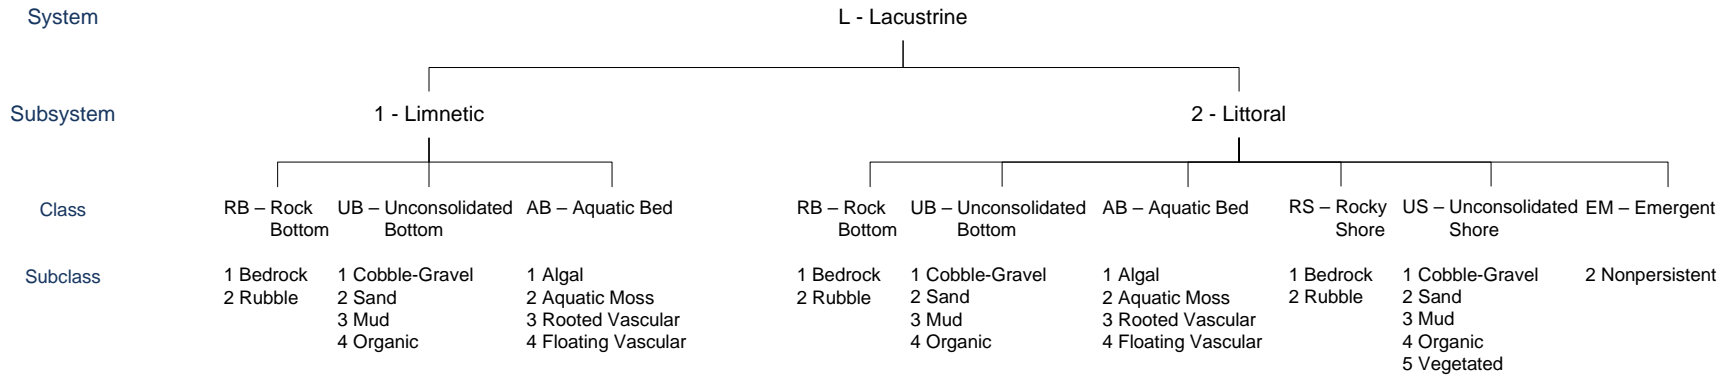 System
L - Lacustrine
Subsystem
1 - Limnetic
2 - Littoral
Class
RB – Rock
Bottom
UB – Unconsolidated
Bottom
AB – Aquatic Bed
RB – Rock
Bottom
UB – Unconsolidated
Bottom
AB – Aquatic Bed
RS – Rocky
Shore
US – Unconsolidated
Shore
EM – Emergent
Subclass
1 Bedrock
2 Rubble
1 Cobble-Gravel
2 Sand
3 Mud
4 Organic
1 Algal
2 Aquatic Moss
3 Rooted Vascular
4 Floating Vascular
1 Bedrock
2 Rubble
1 Cobble-Gravel
2 Sand
3 Mud
4 Organic
1 Algal
2 Aquatic Moss
3 Rooted Vascular
4 Floating Vascular
1 Bedrock
2 Rubble
1 Cobble-Gravel
2 Sand
3 Mud
4 Organic
5 Vegetated
2 Nonpersistent